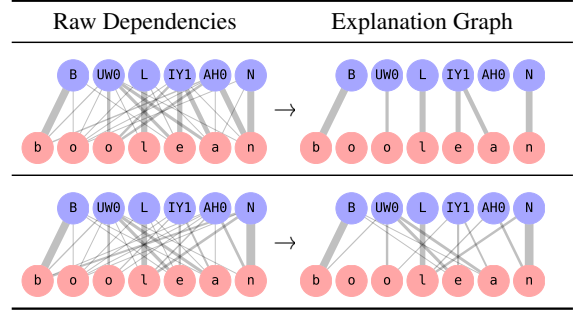 Raw Dependencies Explanation Graph
B UW0 L IY1 AH0 N B UW0 L IY1 AH0 N
→
b o o l e a n b o o l e a n
B UW0 L IY1 AH0 N B UW0 L IY1 AH0 N
→
b o o l e a n b o o l e a n